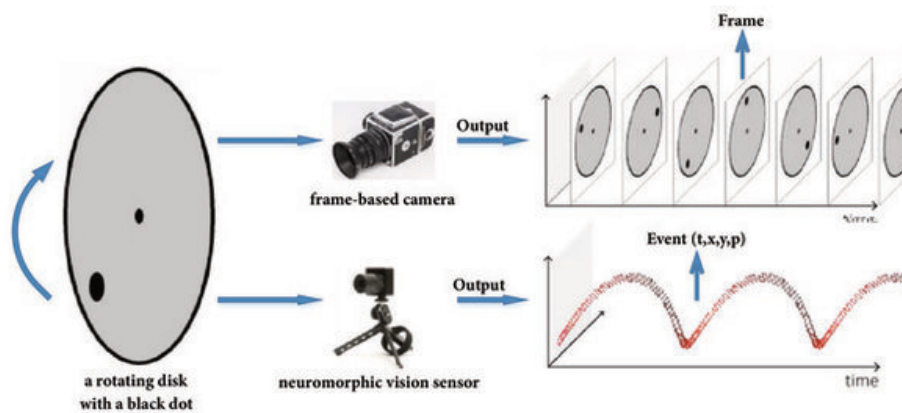 Frame
Output
frame-based camera
Event (t,x,y,p)
Output
time
a rotating disk
with a black dot
neuromorphic vision sensor